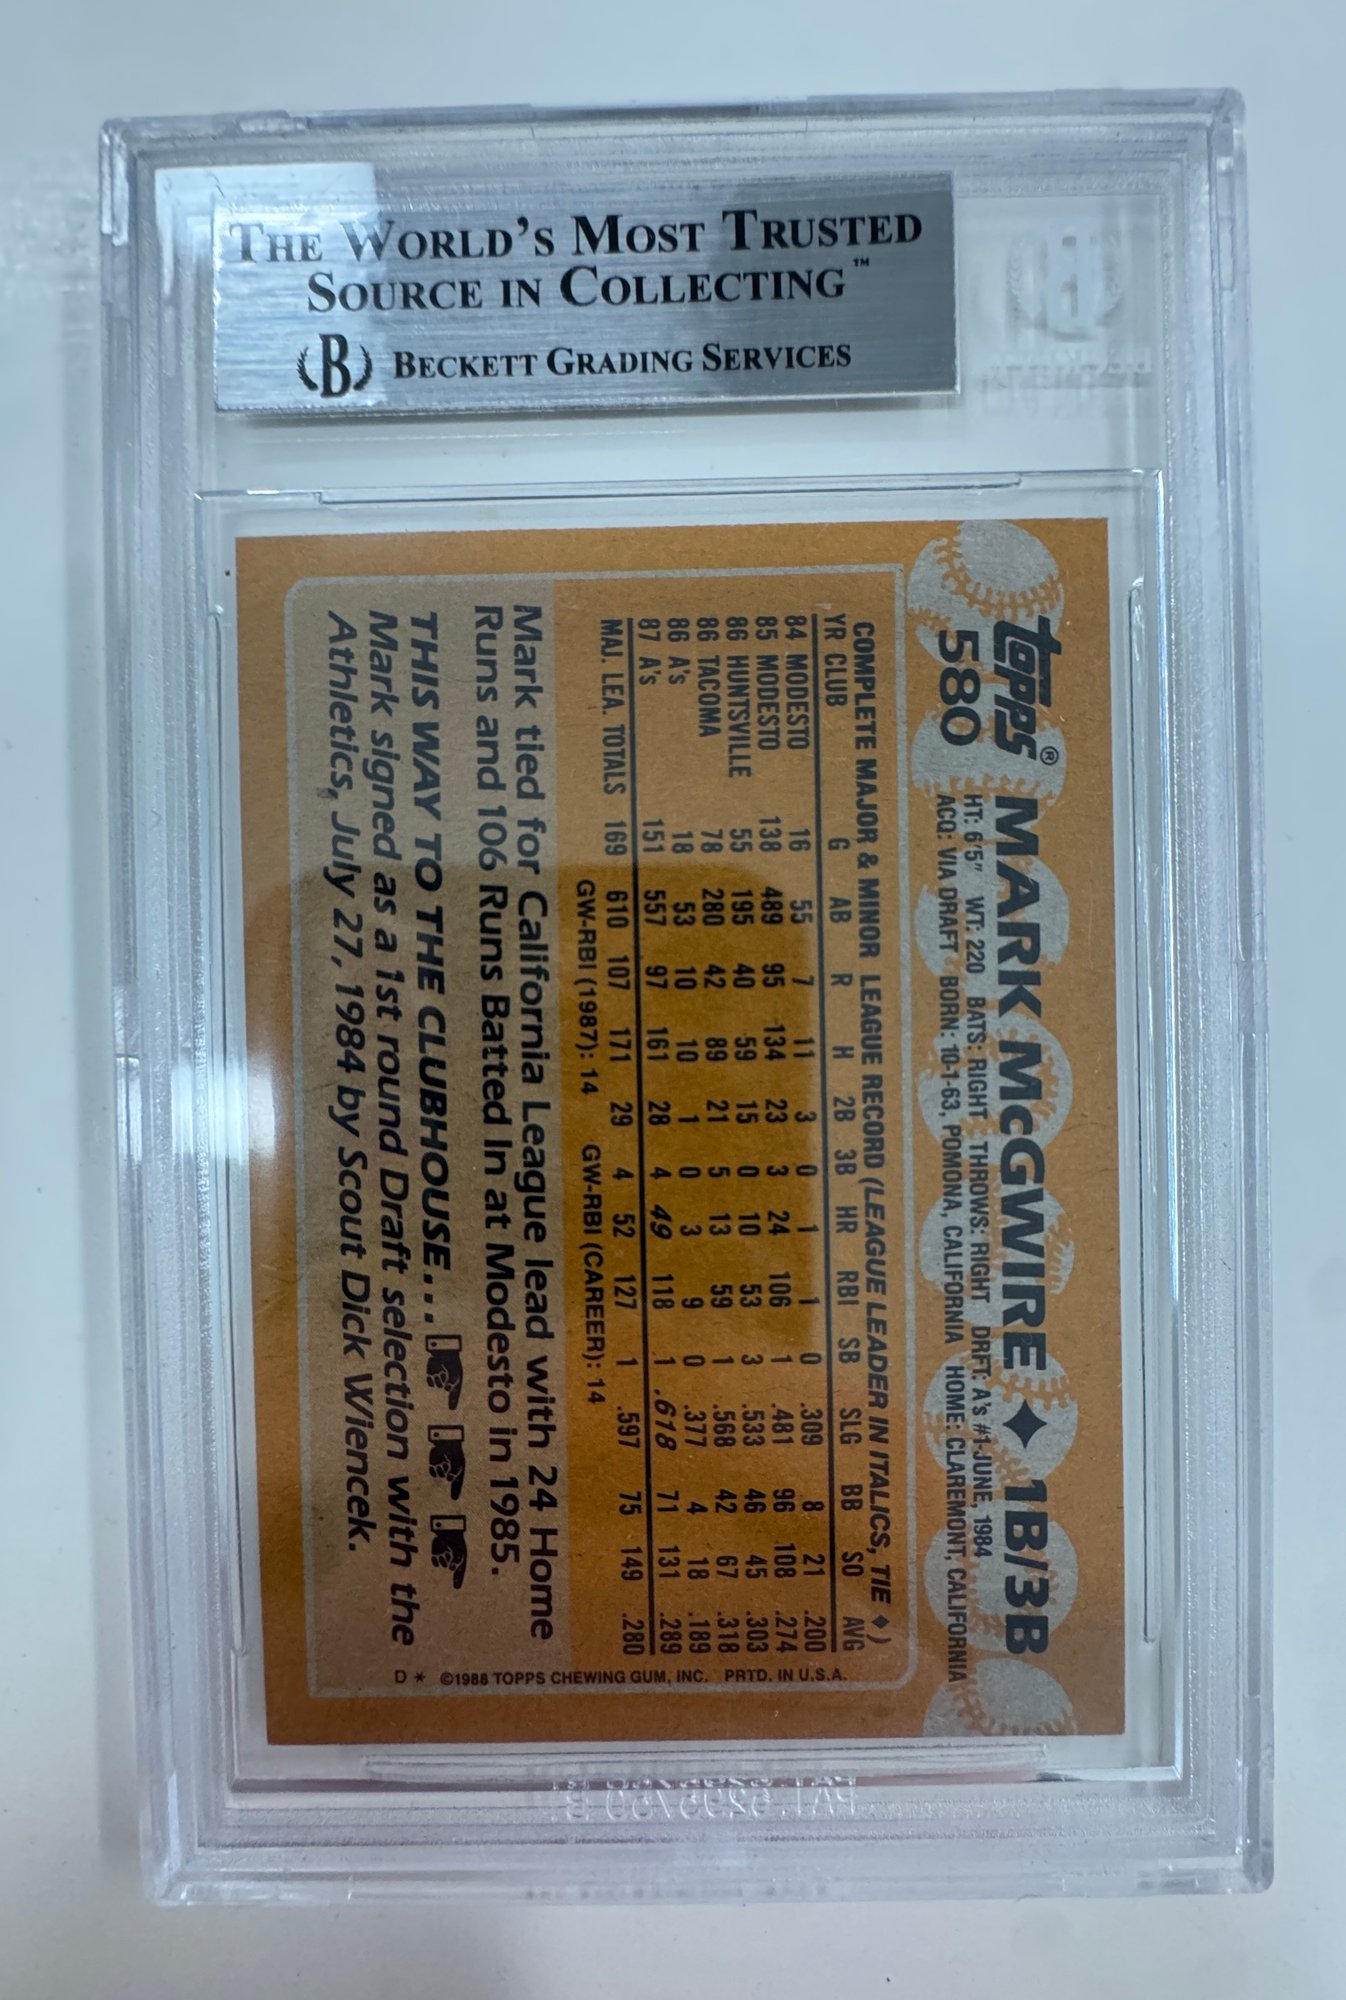 THE WORLD'S MOST TRUSTED
SOURCE IN COLLECTING™
B BECKETT GRADING SERVICES
topps® MARK McGWIRE ♦ 1B/3B
580 HT: 6'5" WT: 220 BATS: RIGHT THROWS: RIGHT DRFT: A's #1-JUNE, 1984
ACQ: VIA DRAFT BORN: 10-1-63, POMONA, CALIFORNIA HOME: CLAREMONT, CALIFORNIA
COMPLETE MAJOR & MINOR LEAGUE RECORD (LEAGUE LEADER IN ITALICS, TIE ♦)
YR CLUB G AB R H 2B 3B HR RBI SB SLG BB SO AVG
84 MODESTO 16 55 7 11 3 0 1 1 0 .309 8 21 .200
85 MODESTO 138 489 95 134 23 3 24 106 1 .481 96 108 .274
86 HUNTSVILLE 55 195 40 59 15 0 10 53 3 .533 46 45 .303
86 TACOMA 78 280 42 89 21 5 13 59 1 .568 42 67 .318
86 A's 18 53 10 10 1 0 3 9 0 .377 4 18 .189
87 A's 151 557 97 161 28 4 49 118 1 .618 71 131 .289
MAJ. LEA. TOTALS 169 610 107 171 29 4 52 127 1 .597 75 149 .280
GW-RBI (1987): 14 GW-RBI (CAREER): 14
Mark tied for California League lead with 24 Home
Runs and 106 Runs Batted In at Modesto in 1985.
THIS WAY TO THE CLUBHOUSE...
Mark signed as a 1st round Draft selection with the
Athletics, July 27, 1984 by Scout Dick Wiencek.
D * ©1988 TOPPS CHEWING GUM, INC. PRTD. IN U.S.A.